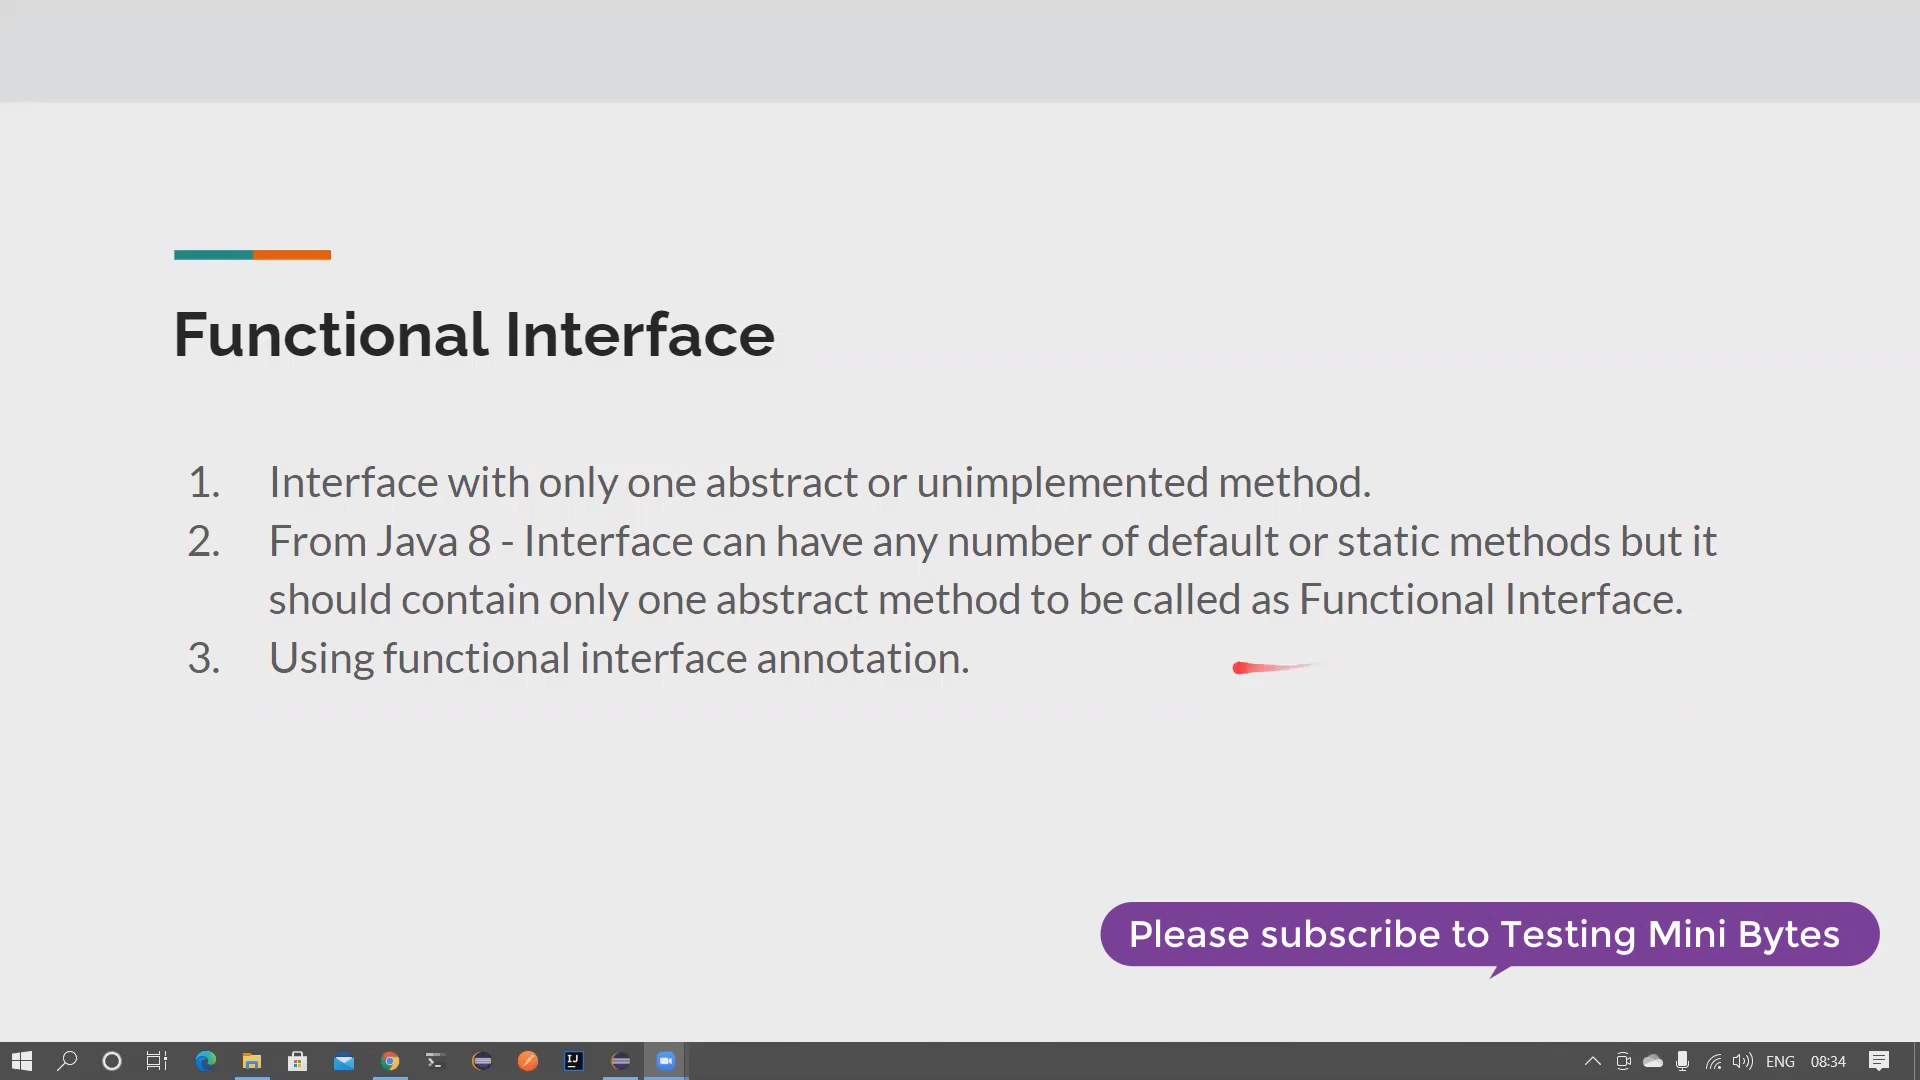 Functional Interface
1. Interface with only one abstract or unimplemented method.
2. From Java 8 - Interface can have any number of default or static methods but it
should contain only one abstract method to be called as Functional Interface.
3. Using functional interface annotation.
Please subscribe to Testing Mini Bytes
IJ
ENG 08:34